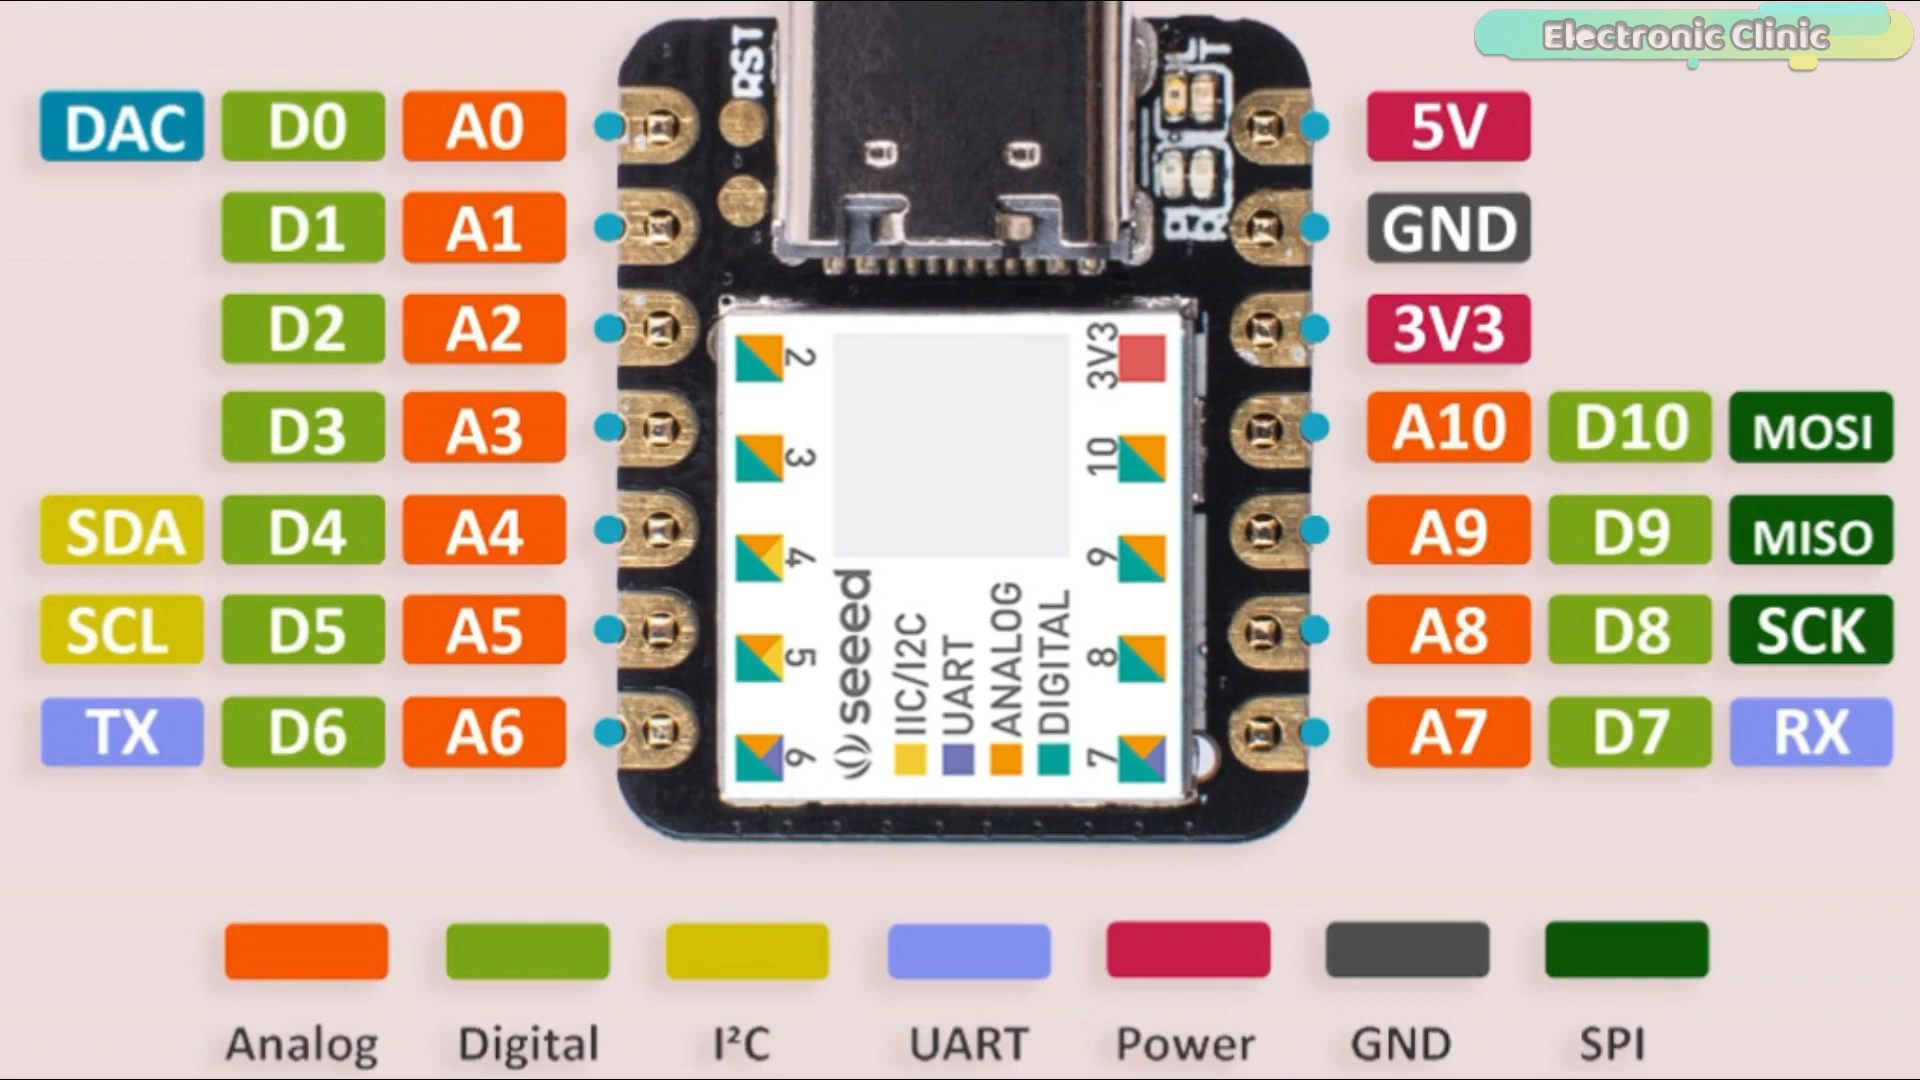 Electronic Clinic
RST
DAC D0 A0
5V
D1 A1
GND
D2 A2
3V3
D3 A3
A10 D10 MOSI
SDA D4 A4
A9 D9 MISO
SCL D5 A5
A8 D8 SCK
TX D6 A6
A7 D7 RX
2
3
4
5
6
3V3
10
9
8
7
seeed
IIC/I2C
UART
ANALOG
DIGITAL
Analog Digital I²C UART Power GND SPI